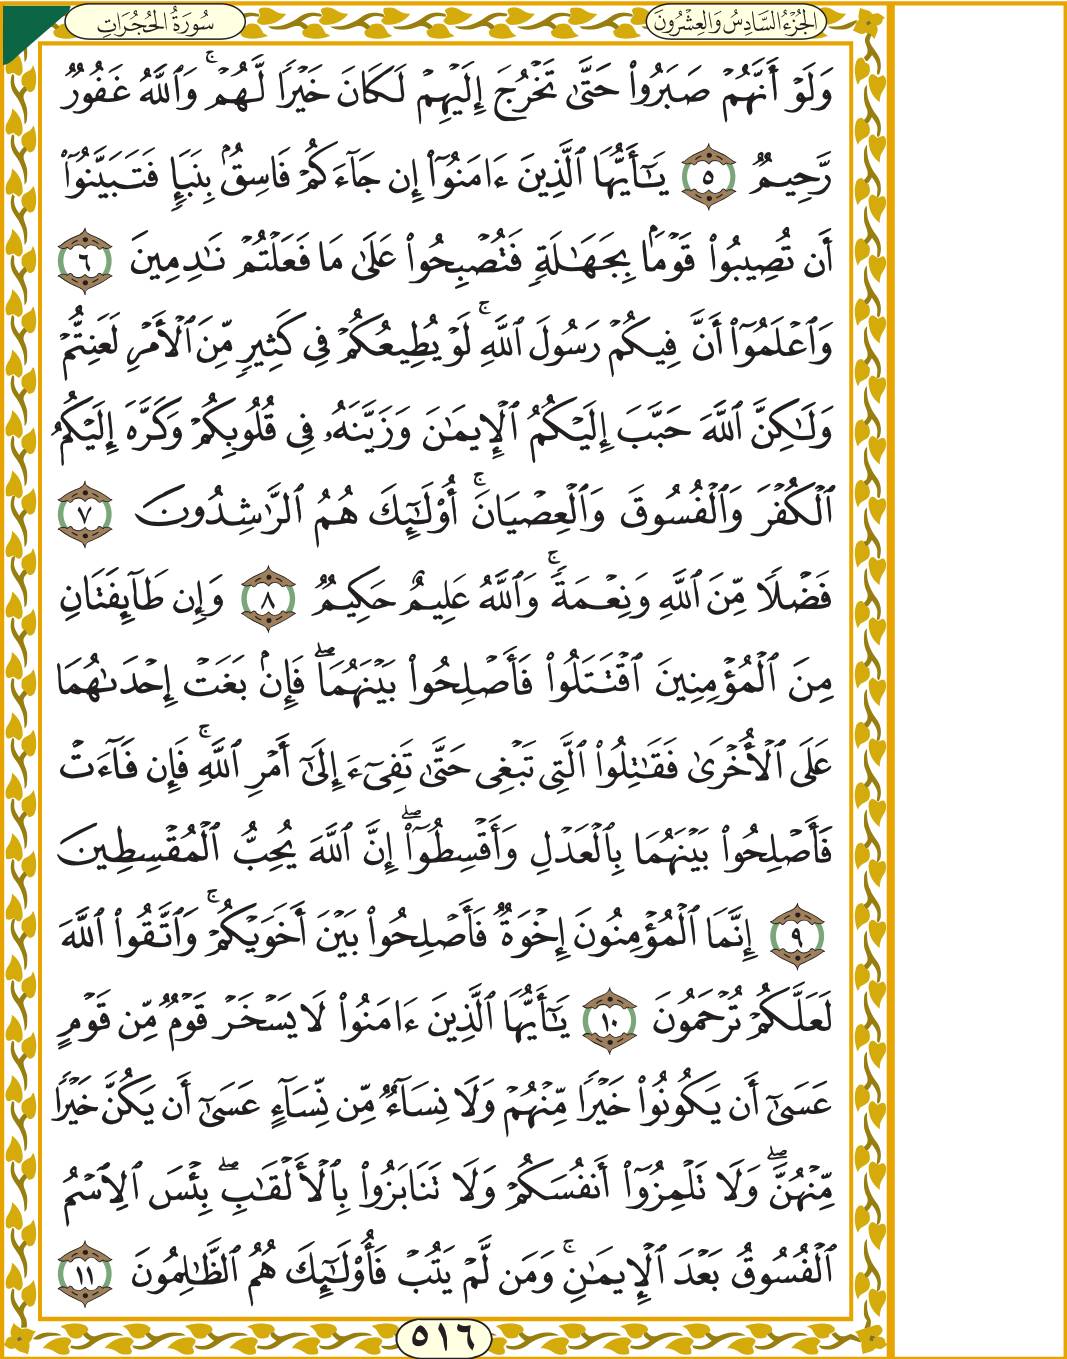 الجُزْءُ السَّادِسُ وَالعِشْرُونَ
سُورَةُ الحُجُرَاتِ
وَلَوْ أَنَّهُمْ صَبَرُوا۟ حَتَّىٰ تَخْرُجَ إِلَيْهِمْ لَكَانَ خَيْرًا لَّهُمْ ۚ وَٱللَّهُ غَفُورٌ
رَّحِيمٌ ٥ يَـٰٓأَيُّهَا ٱلَّذِينَ ءَامَنُوٓا۟ إِن جَآءَكُمْ فَاسِقٌۢ بِنَبَإٍ فَتَبَيَّنُوٓا۟
أَن تُصِيبُوا۟ قَوْمًۢا بِجَهَـٰلَةٍ فَتُصْبِحُوا۟ عَلَىٰ مَا فَعَلْتُمْ نَـٰدِمِينَ ٦
وَٱعْلَمُوٓا۟ أَنَّ فِيكُمْ رَسُولَ ٱللَّهِ ۚ لَوْ يُطِيعُكُمْ فِى كَثِيرٍ مِّنَ ٱلْأَمْرِ لَعَنِتُّمْ
وَلَـٰكِنَّ ٱللَّهَ حَبَّبَ إِلَيْكُمُ ٱلْإِيمَـٰنَ وَزَيَّنَهُۥ فِى قُلُوبِكُمْ وَكَرَّهَ إِلَيْكُمُ
ٱلْكُفْرَ وَٱلْفُسُوقَ وَٱلْعِصْيَانَ ۚ أُو۟لَـٰٓئِكَ هُمُ ٱلرَّٰشِدُونَ ٧
فَضْلًا مِّنَ ٱللَّهِ وَنِعْمَةً ۚ وَٱللَّهُ عَلِيمٌ حَكِيمٌ ٨ وَإِن طَآئِفَتَانِ
مِنَ ٱلْمُؤْمِنِينَ ٱقْتَتَلُوا۟ فَأَصْلِحُوا۟ بَيْنَهُمَا ۖ فَإِنۢ بَغَتْ إِحْدَىٰهُمَا
عَلَى ٱلْأُخْرَىٰ فَقَـٰتِلُوا۟ ٱلَّتِى تَبْغِى حَتَّىٰ تَفِىٓءَ إِلَىٰٓ أَمْرِ ٱللَّهِ ۚ فَإِن فَآءَتْ
فَأَصْلِحُوا۟ بَيْنَهُمَا بِٱلْعَدْلِ وَأَقْسِطُوٓا۟ ۖ إِنَّ ٱللَّهَ يُحِبُّ ٱلْمُقْسِطِينَ
٩ إِنَّمَا ٱلْمُؤْمِنُونَ إِخْوَةٌ فَأَصْلِحُوا۟ بَيْنَ أَخَوَيْكُمْ ۚ وَٱتَّقُوا۟ ٱللَّهَ
لَعَلَّكُمْ تُرْحَمُونَ ١٠ يَـٰٓأَيُّهَا ٱلَّذِينَ ءَامَنُوا۟ لَا يَسْخَرْ قَوْمٌ مِّن قَوْمٍ
عَسَىٰٓ أَن يَكُونُوا۟ خَيْرًا مِّنْهُمْ وَلَا نِسَآءٌ مِّن نِّسَآءٍ عَسَىٰٓ أَن يَكُنَّ خَيْرًا
مِّنْهُنَّ ۖ وَلَا تَلْمِزُوٓا۟ أَنفُسَكُمْ وَلَا تَنَابَزُوا۟ بِٱلْأَلْقَـٰبِ ۖ بِئْسَ ٱلِٱسْمُ
ٱلْفُسُوقُ بَعْدَ ٱلْإِيمَـٰنِ ۚ وَمَن لَّمْ يَتُبْ فَأُو۟لَـٰٓئِكَ هُمُ ٱلظَّـٰلِمُونَ ١١
٥١٦